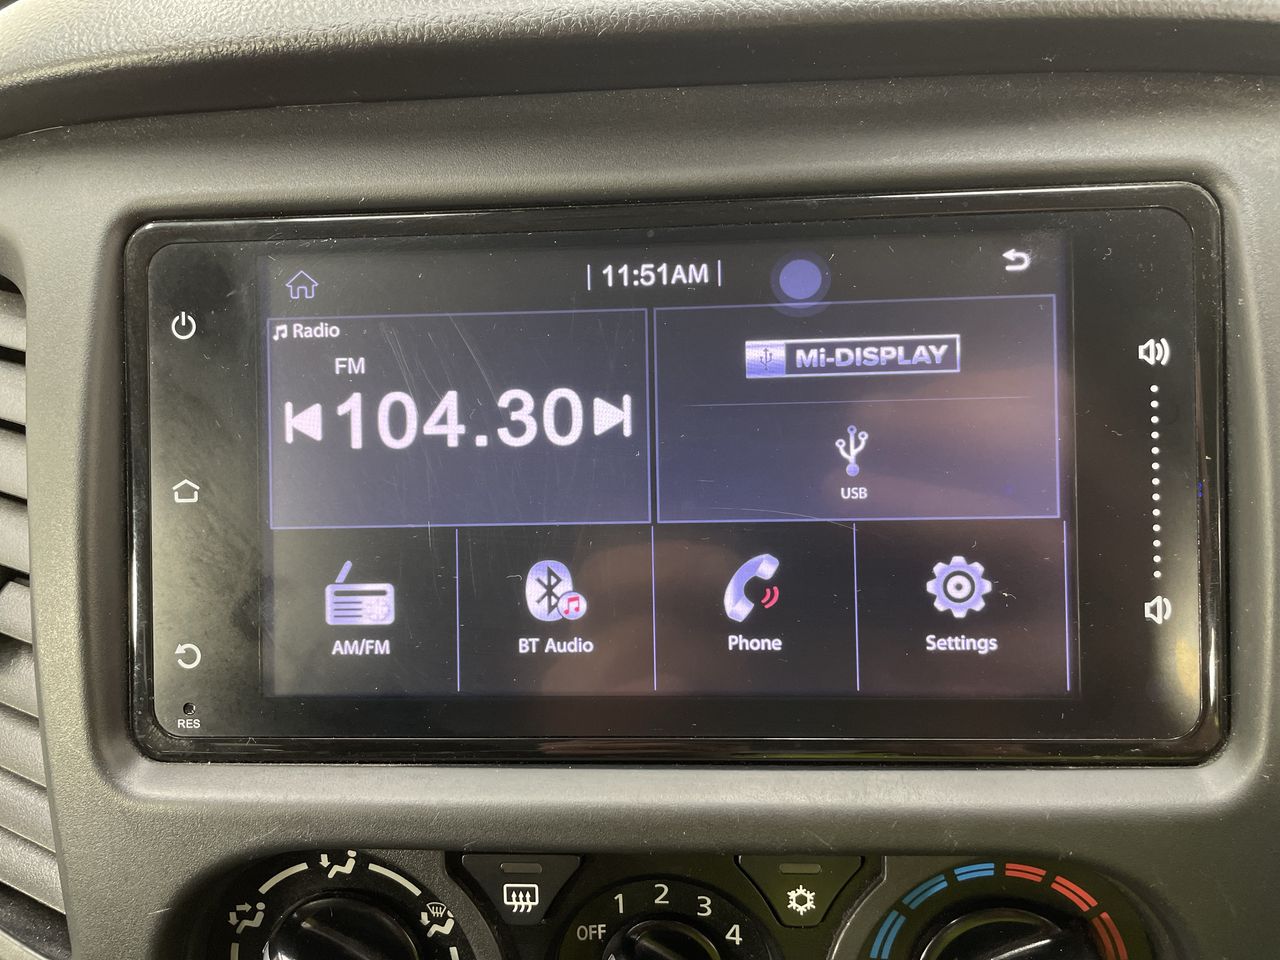 11:51AM
Radio
FM
104.30
Mi-DISPLAY
USB
AM/FM
BT Audio
Phone
Settings
RES
OFF
1
2
3
4